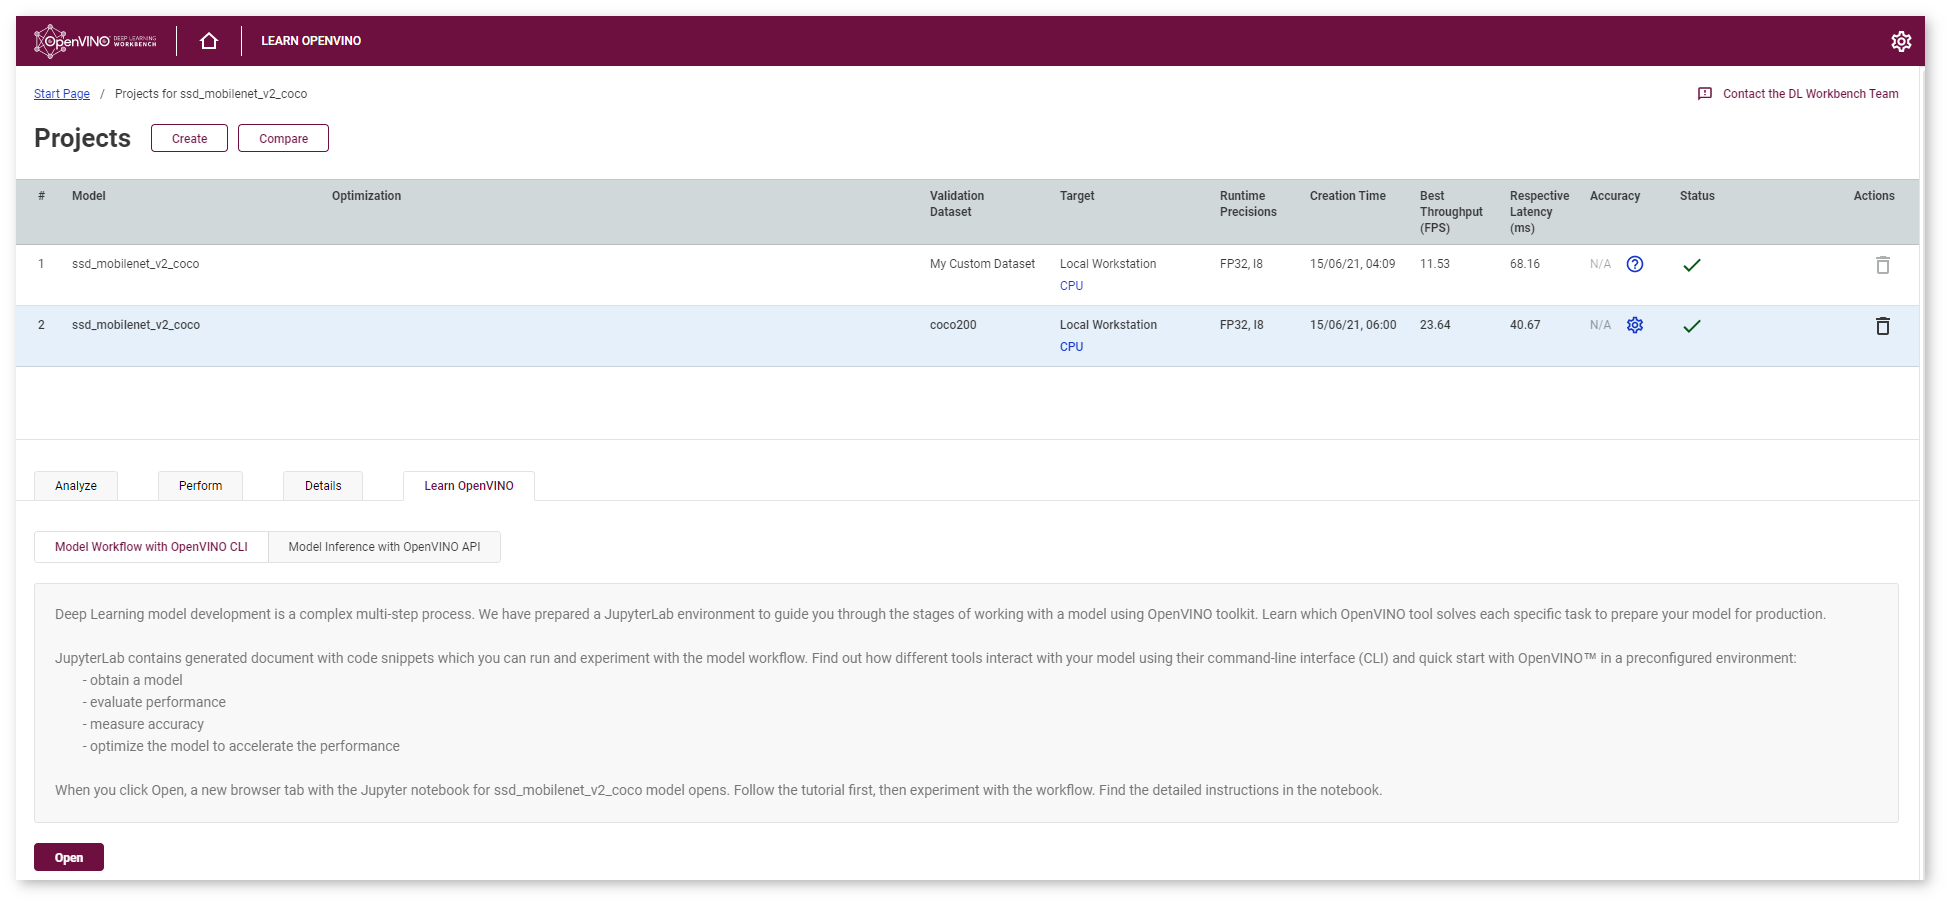 OpenVINO® DEEP LEARNING WORKBENCH LEARN OPENVINO
Start Page / Projects for ssd_mobilenet_v2_coco Contact the DL Workbench Team
Projects Create Compare
# Model Optimization Validation Dataset Target Runtime Precisions Creation Time Best Throughput (FPS) Respective Latency (ms) Accuracy Status Actions
1 ssd_mobilenet_v2_coco My Custom Dataset Local Workstation FP32, I8 15/06/21, 04:09 11.53 68.16 N/A
CPU
2 ssd_mobilenet_v2_coco coco200 Local Workstation FP32, I8 15/06/21, 06:00 23.64 40.67 N/A
CPU
Analyze Perform Details Learn OpenVINO
Model Workflow with OpenVINO CLI Model Inference with OpenVINO API
Deep Learning model development is a complex multi-step process. We have prepared a JupyterLab environment to guide you through the stages of working with a model using OpenVINO toolkit. Learn which OpenVINO tool solves each specific task to prepare your model for production.
JupyterLab contains generated document with code snippets which you can run and experiment with the model workflow. Find out how different tools interact with your model using their command-line interface (CLI) and quick start with OpenVINO™ in a preconfigured environment:
- obtain a model
- evaluate performance
- measure accuracy
- optimize the model to accelerate the performance
When you click Open, a new browser tab with the Jupyter notebook for ssd_mobilenet_v2_coco model opens. Follow the tutorial first, then experiment with the workflow. Find the detailed instructions in the notebook.
Open